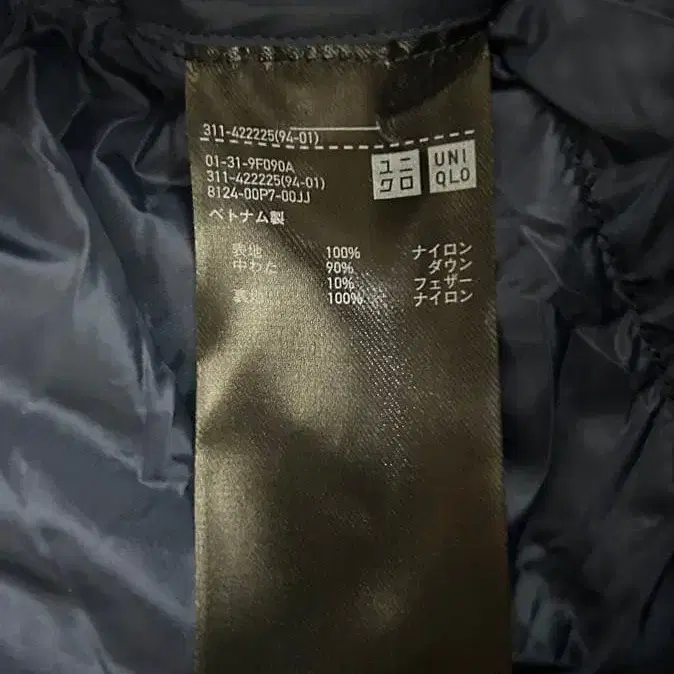 311-422225(94-01)
01-31-9F090A
311-422225(94-01)
8124-00P7-00JJ
ユニクロ
UNIQLO
ベトナム製
表地 100% ナイロン
中わた 90% ダウン
10% フェザー
裏地 100% ナイロン